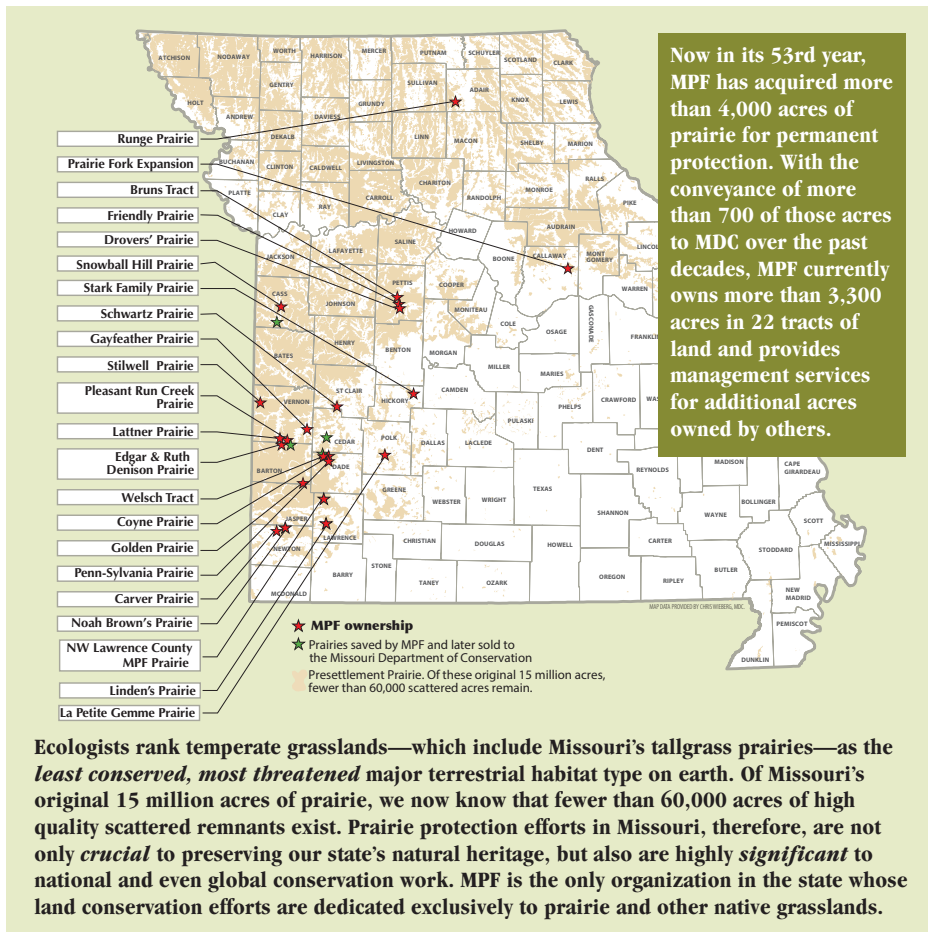 Now in its 53rd year,
MPF has acquired more
than 4,000 acres of
prairie for permanent
protection. With the
conveyance of more
than 700 of those acres
to MDC over the past
decades, MPF currently
owns more than 3,300
acres in 22 tracts of
land and provides
management services
for additional acres
owned by others.
Runge Prairie
Prairie Fork Expansion
Bruns Tract
Friendly Prairie
Drovers’ Prairie
Snowball Hill Prairie
Stark Family Prairie
Schwartz Prairie
Gayfeather Prairie
Stilwell Prairie
Pleasant Run Creek
Prairie
Lattner Prairie
Edgar & Ruth
Denison Prairie
Welsch Tract
Coyne Prairie
Golden Prairie
Penn-Sylvania Prairie
Carver Prairie
Noah Brown’s Prairie
NW Lawrence County
MPF Prairie
Linden’s Prairie
La Petite Gemme Prairie
ATCHISON
NODAWAY
WORTH
HARRISON
MERCER
PUTNAM
SCHUYLER
SCOTLAND
CLARK
HOLT
GENTRY
SULLIVAN
ADAIR
KNOX
LEWIS
ANDREW
DAVIESS
GRUNDY
DEKALB
LINN
MACON
SHELBY
MARION
BUCHANAN
CLINTON
CALDWELL
LIVINGSTON
CHARITON
RANDOLPH
MONROE
RALLS
PIKE
PLATTE
CLAY
RAY
CARROLL
HOWARD
BOONE
AUDRAIN
CALLAWAY
MONT
GOMERY
LINCOL
WARREN
JACKSON
LAFAYETTE
SALINE
PETTIS
COOPER
MONITEAU
COLE
OSAGE
GASCONADE
FRANKLI
CASS
JOHNSON
HENRY
BENTON
MORGAN
MILLER
MARIES
BATES
ST CLAIR
HICKORY
CAMDEN
PULASKI
PHELPS
CRAWFORD
WAS
VERNON
CEDAR
POLK
DALLAS
LACLEDE
DENT
REYNOLDS
MADISON
CAPE
GIRARDEAU
BARTON
DADE
GREENE
WEBSTER
WRIGHT
TEXAS
SHANNON
WAYNE
BOLLINGER
SCOTT
MISSISSIPPI
JASPER
LAWRENCE
CHRISTIAN
DOUGLAS
HOWELL
CARTER
BUTLER
STODDARD
NEWTON
BARRY
STONE
TANEY
OZARK
OREGON
RIPLEY
NEW
MADRID
MCDONALD
PEMISCOT
DUNKLIN
MAP DATA PROVIDED BY CHRIS WIEBERG, MDC.
MPF ownership
Prairies saved by MPF and later sold to
the Missouri Department of Conservation
Presettlement Prairie. Of these original 15 million acres,
fewer than 60,000 scattered acres remain.
Ecologists rank temperate grasslands—which include Missouri’s tallgrass prairies—as the
least conserved, most threatened major terrestrial habitat type on earth. Of Missouri’s
original 15 million acres of prairie, we now know that fewer than 60,000 acres of high
quality scattered remnants exist. Prairie protection efforts in Missouri, therefore, are not
only crucial to preserving our state’s natural heritage, but also are highly significant to
national and even global conservation work. MPF is the only organization in the state whose
land conservation efforts are dedicated exclusively to prairie and other native grasslands.